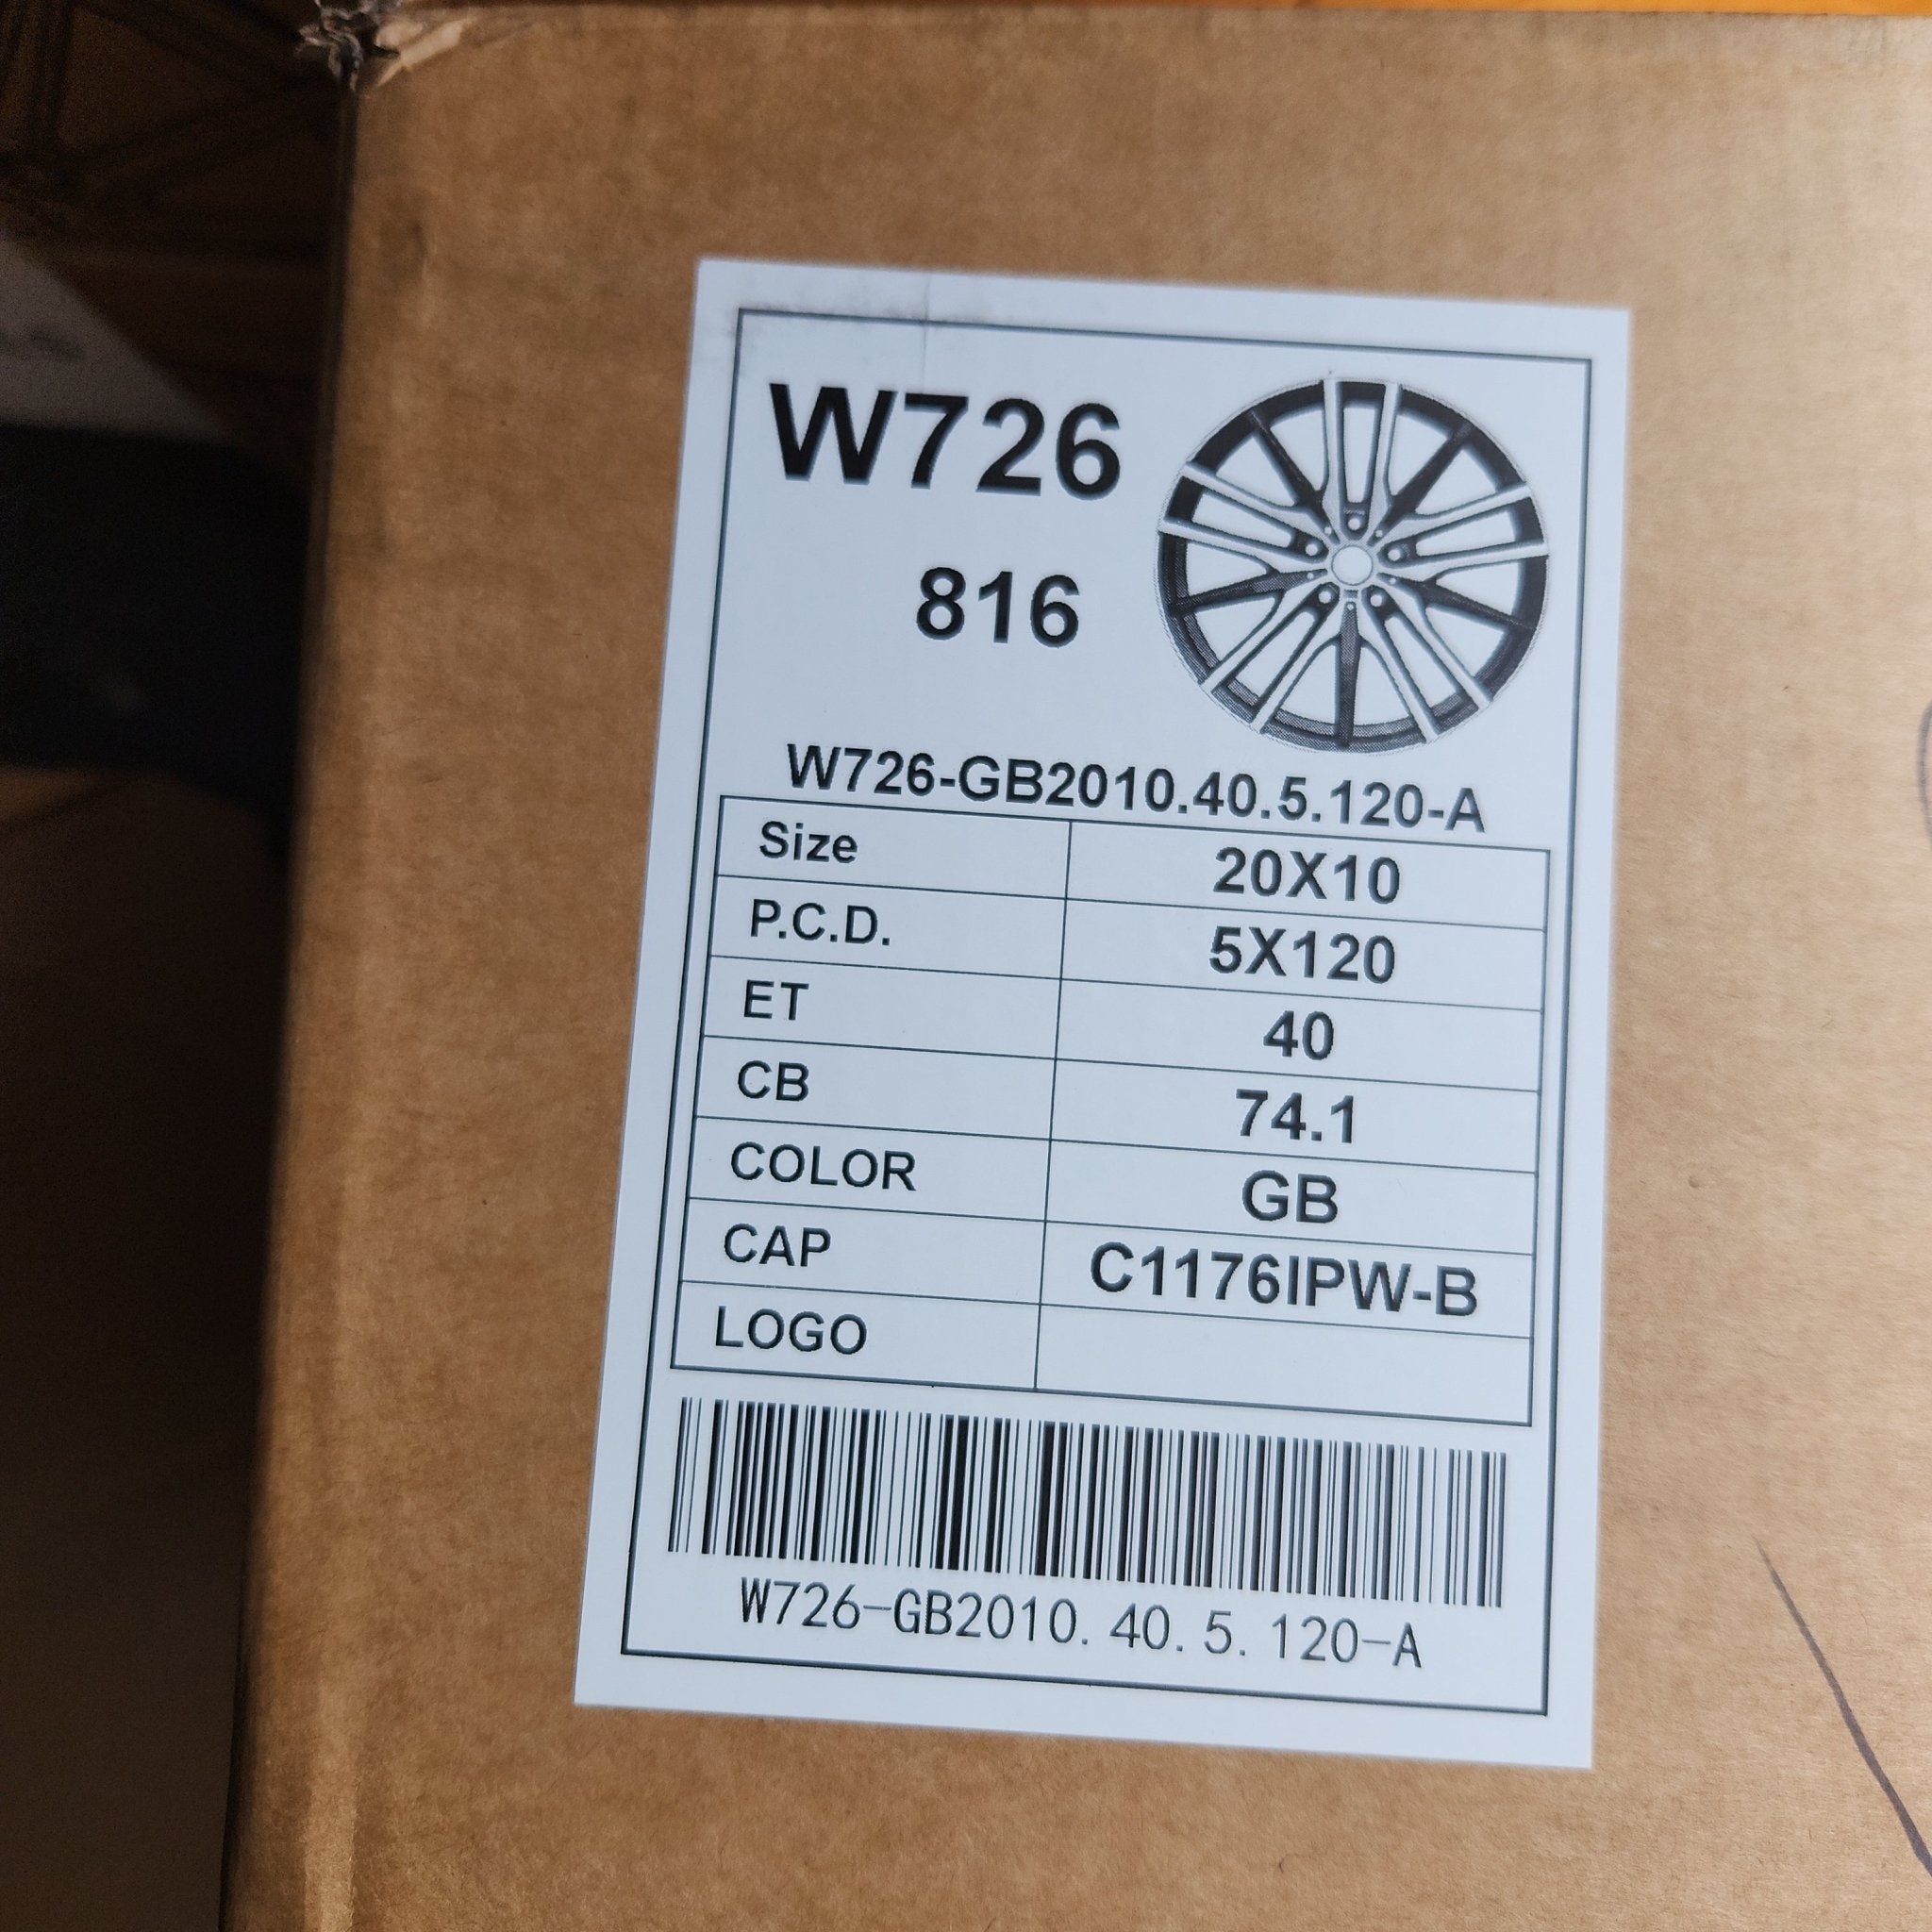 W726
816
W726-GB2010.40.5.120-A
Size 20X10
P.C.D. 5X120
ET 40
CB 74.1
COLOR GB
CAP C1176IPW-B
LOGO
W726-GB2010.40.5.120-A